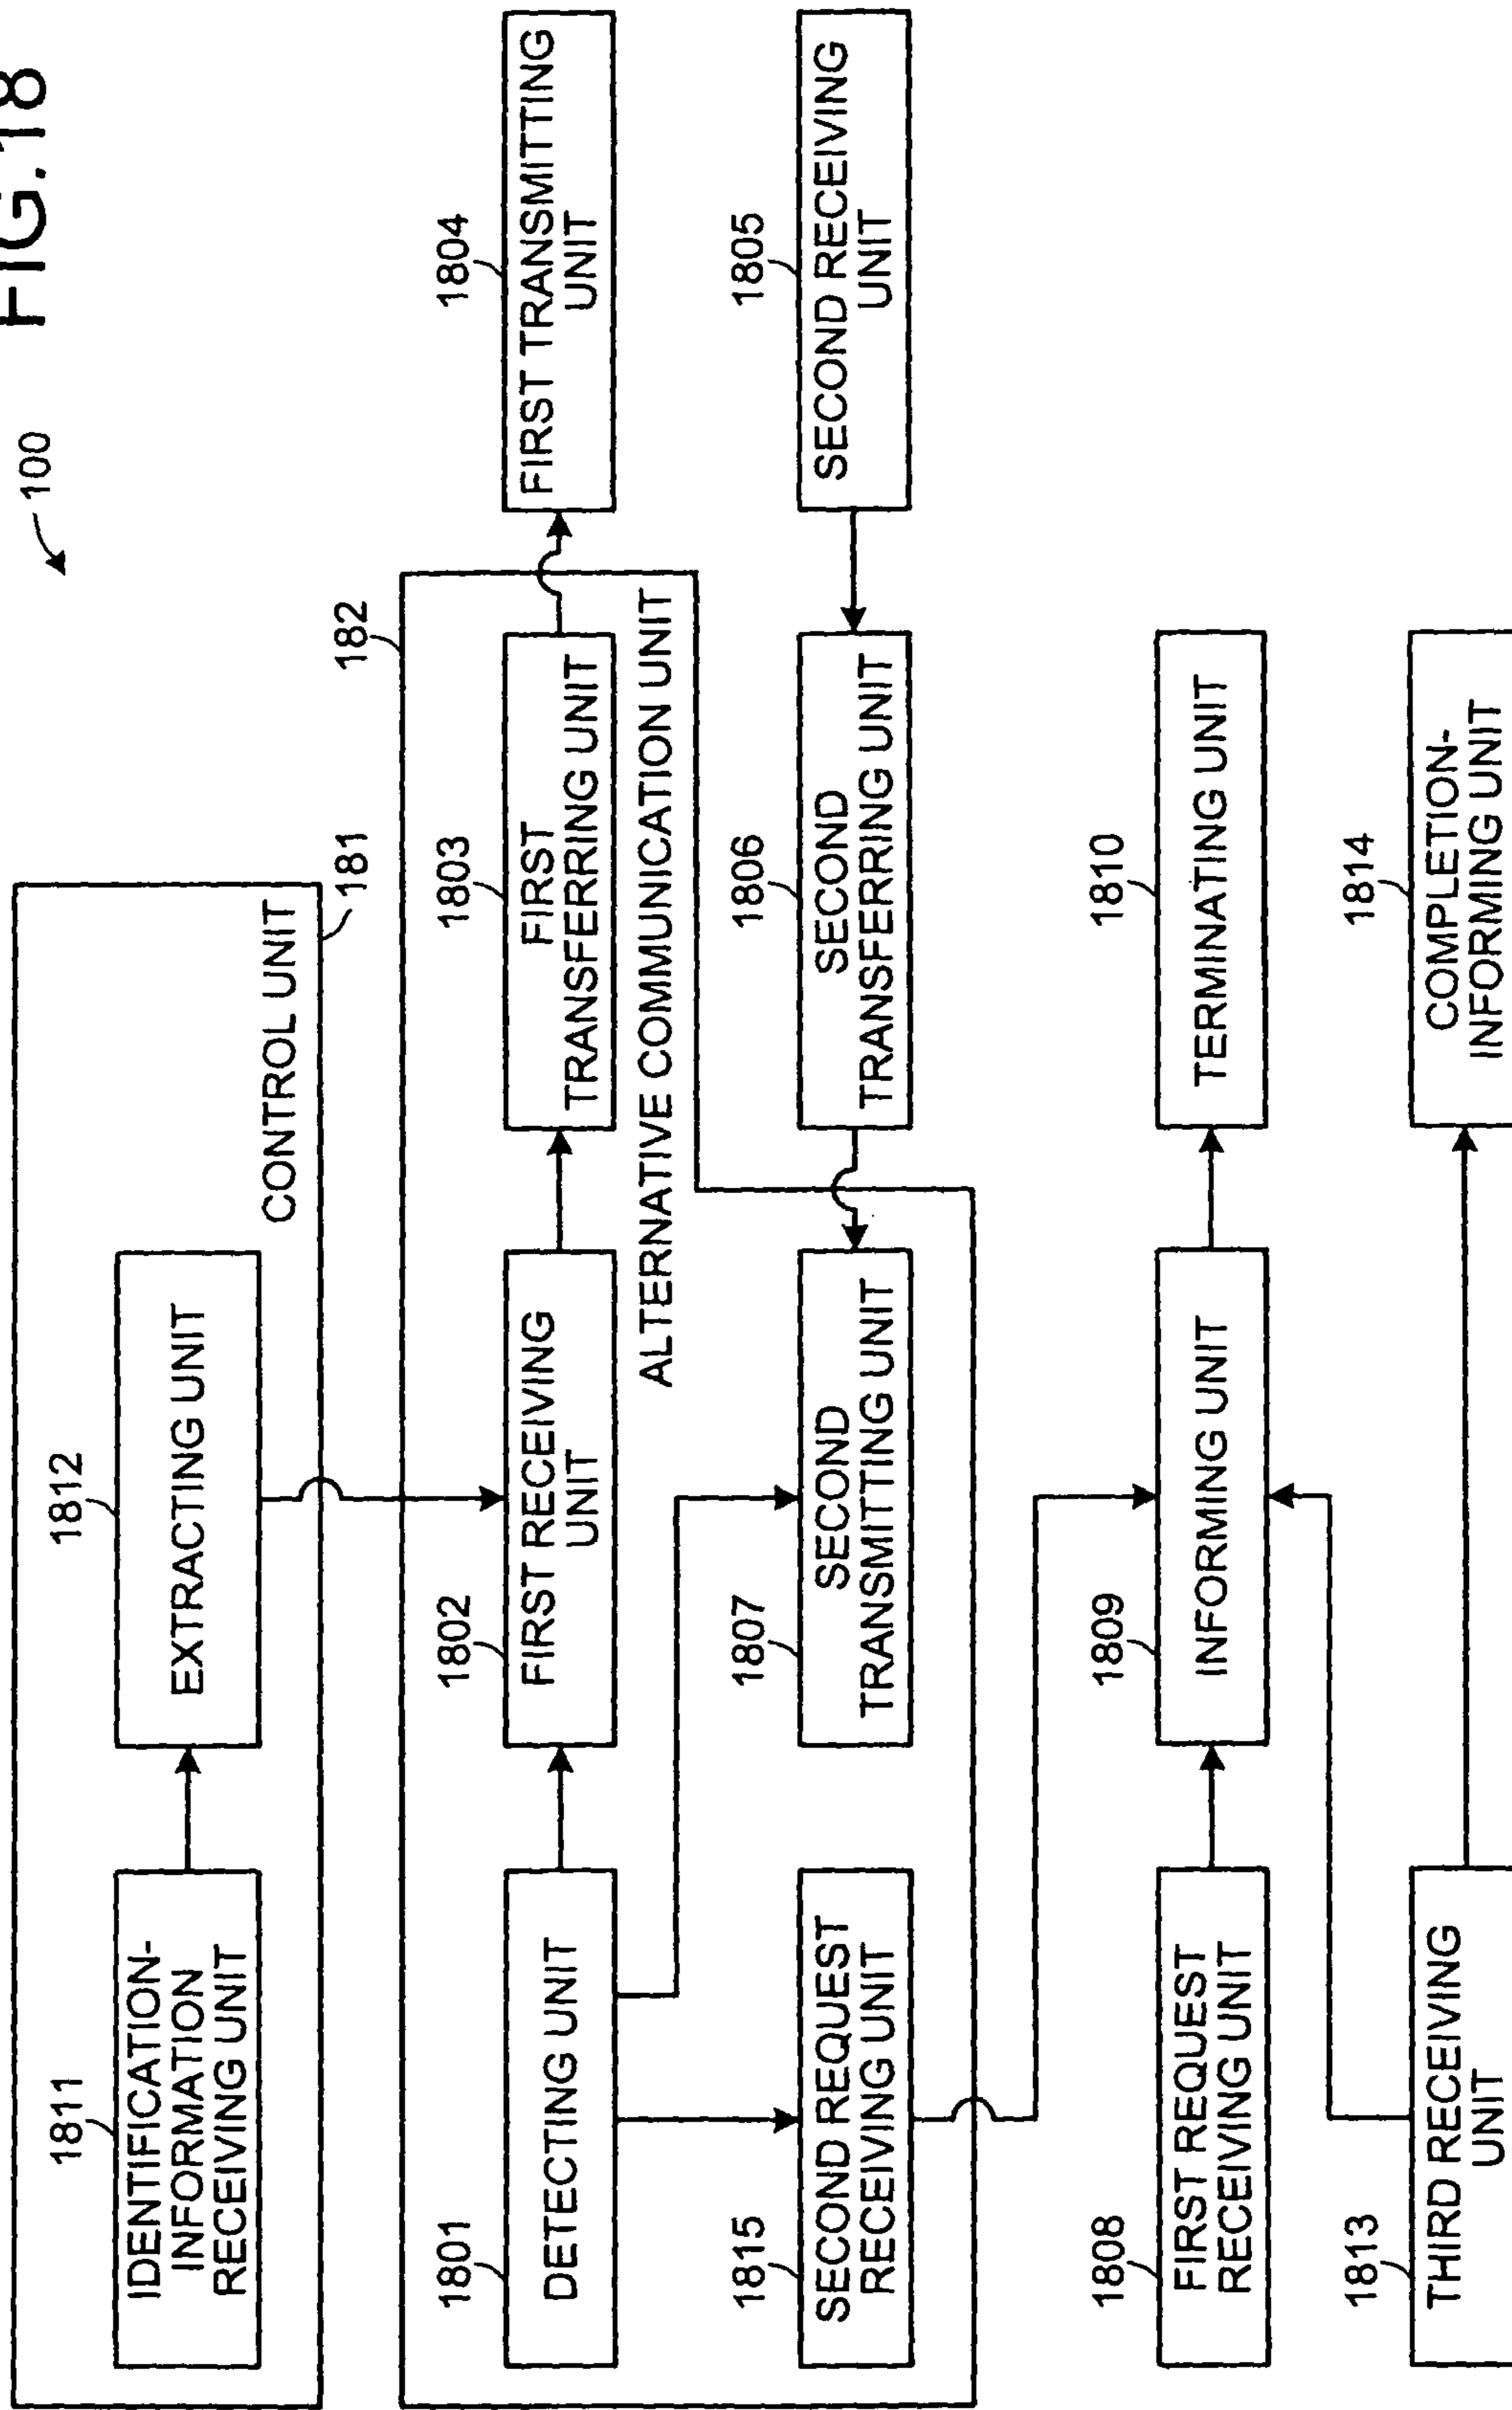 FIG.18
100
1811
IDENTIFICATION-
INFORMATION
RECEIVING UNIT
1812
EXTRACTING UNIT
CONTROL UNIT
181
182
1801
DETECTING UNIT
1802
FIRST RECEIVING
UNIT
1803
FIRST
TRANSFERRING UNIT
1804
FIRST TRANSMITTING
UNIT
ALTERNATIVE COMMUNICATION UNIT
1815
SECOND REQUEST
RECEIVING UNIT
1807
SECOND
TRANSMITTING UNIT
1806
SECOND
TRANSFERRING UNIT
1805
SECOND RECEIVING
UNIT
1808
FIRST REQUEST
RECEIVING UNIT
1809
INFORMING UNIT
1810
TERMINATING UNIT
1813
THIRD RECEIVING
UNIT
1814
COMPLETION-
INFORMING UNIT